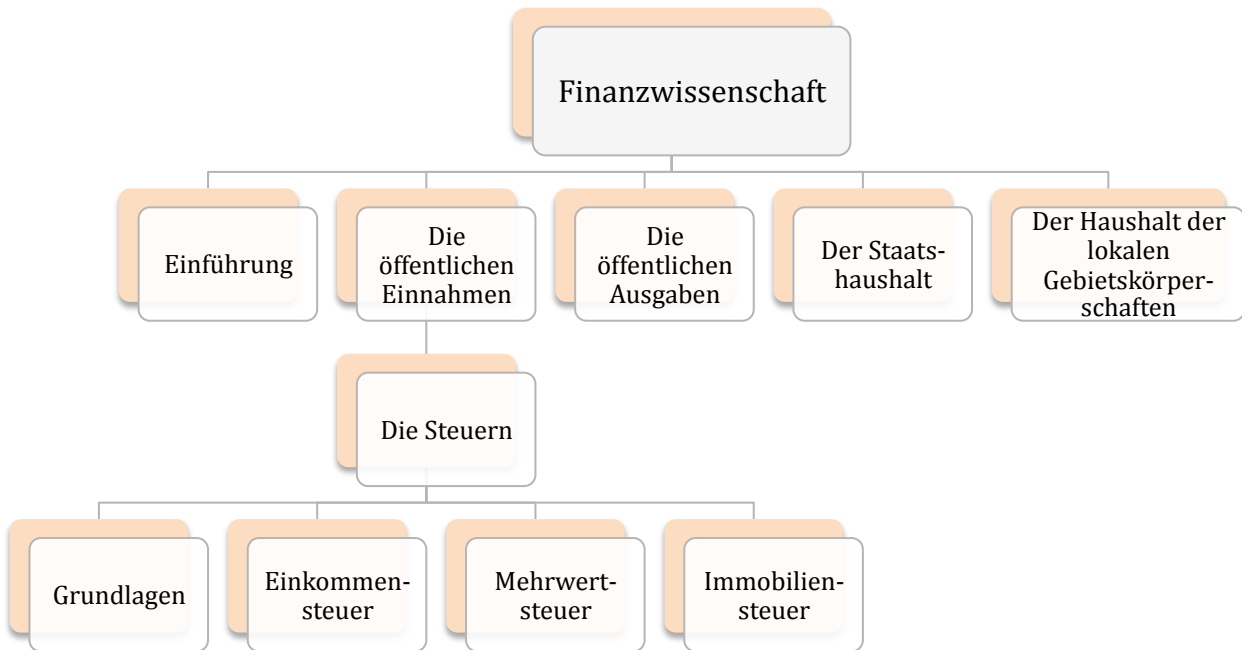 Finanzwissenschaft
Einführung
Die
öffentlichen
Einnahmen
Die
öffentlichen
Ausgaben
Der Staats-
haushalt
Der Haushalt der
lokalen
Gebietskörper-
schaften
Die Steuern
Grundlagen
Einkommen-
steuer
Mehrwert-
steuer
Immobilien-
steuer